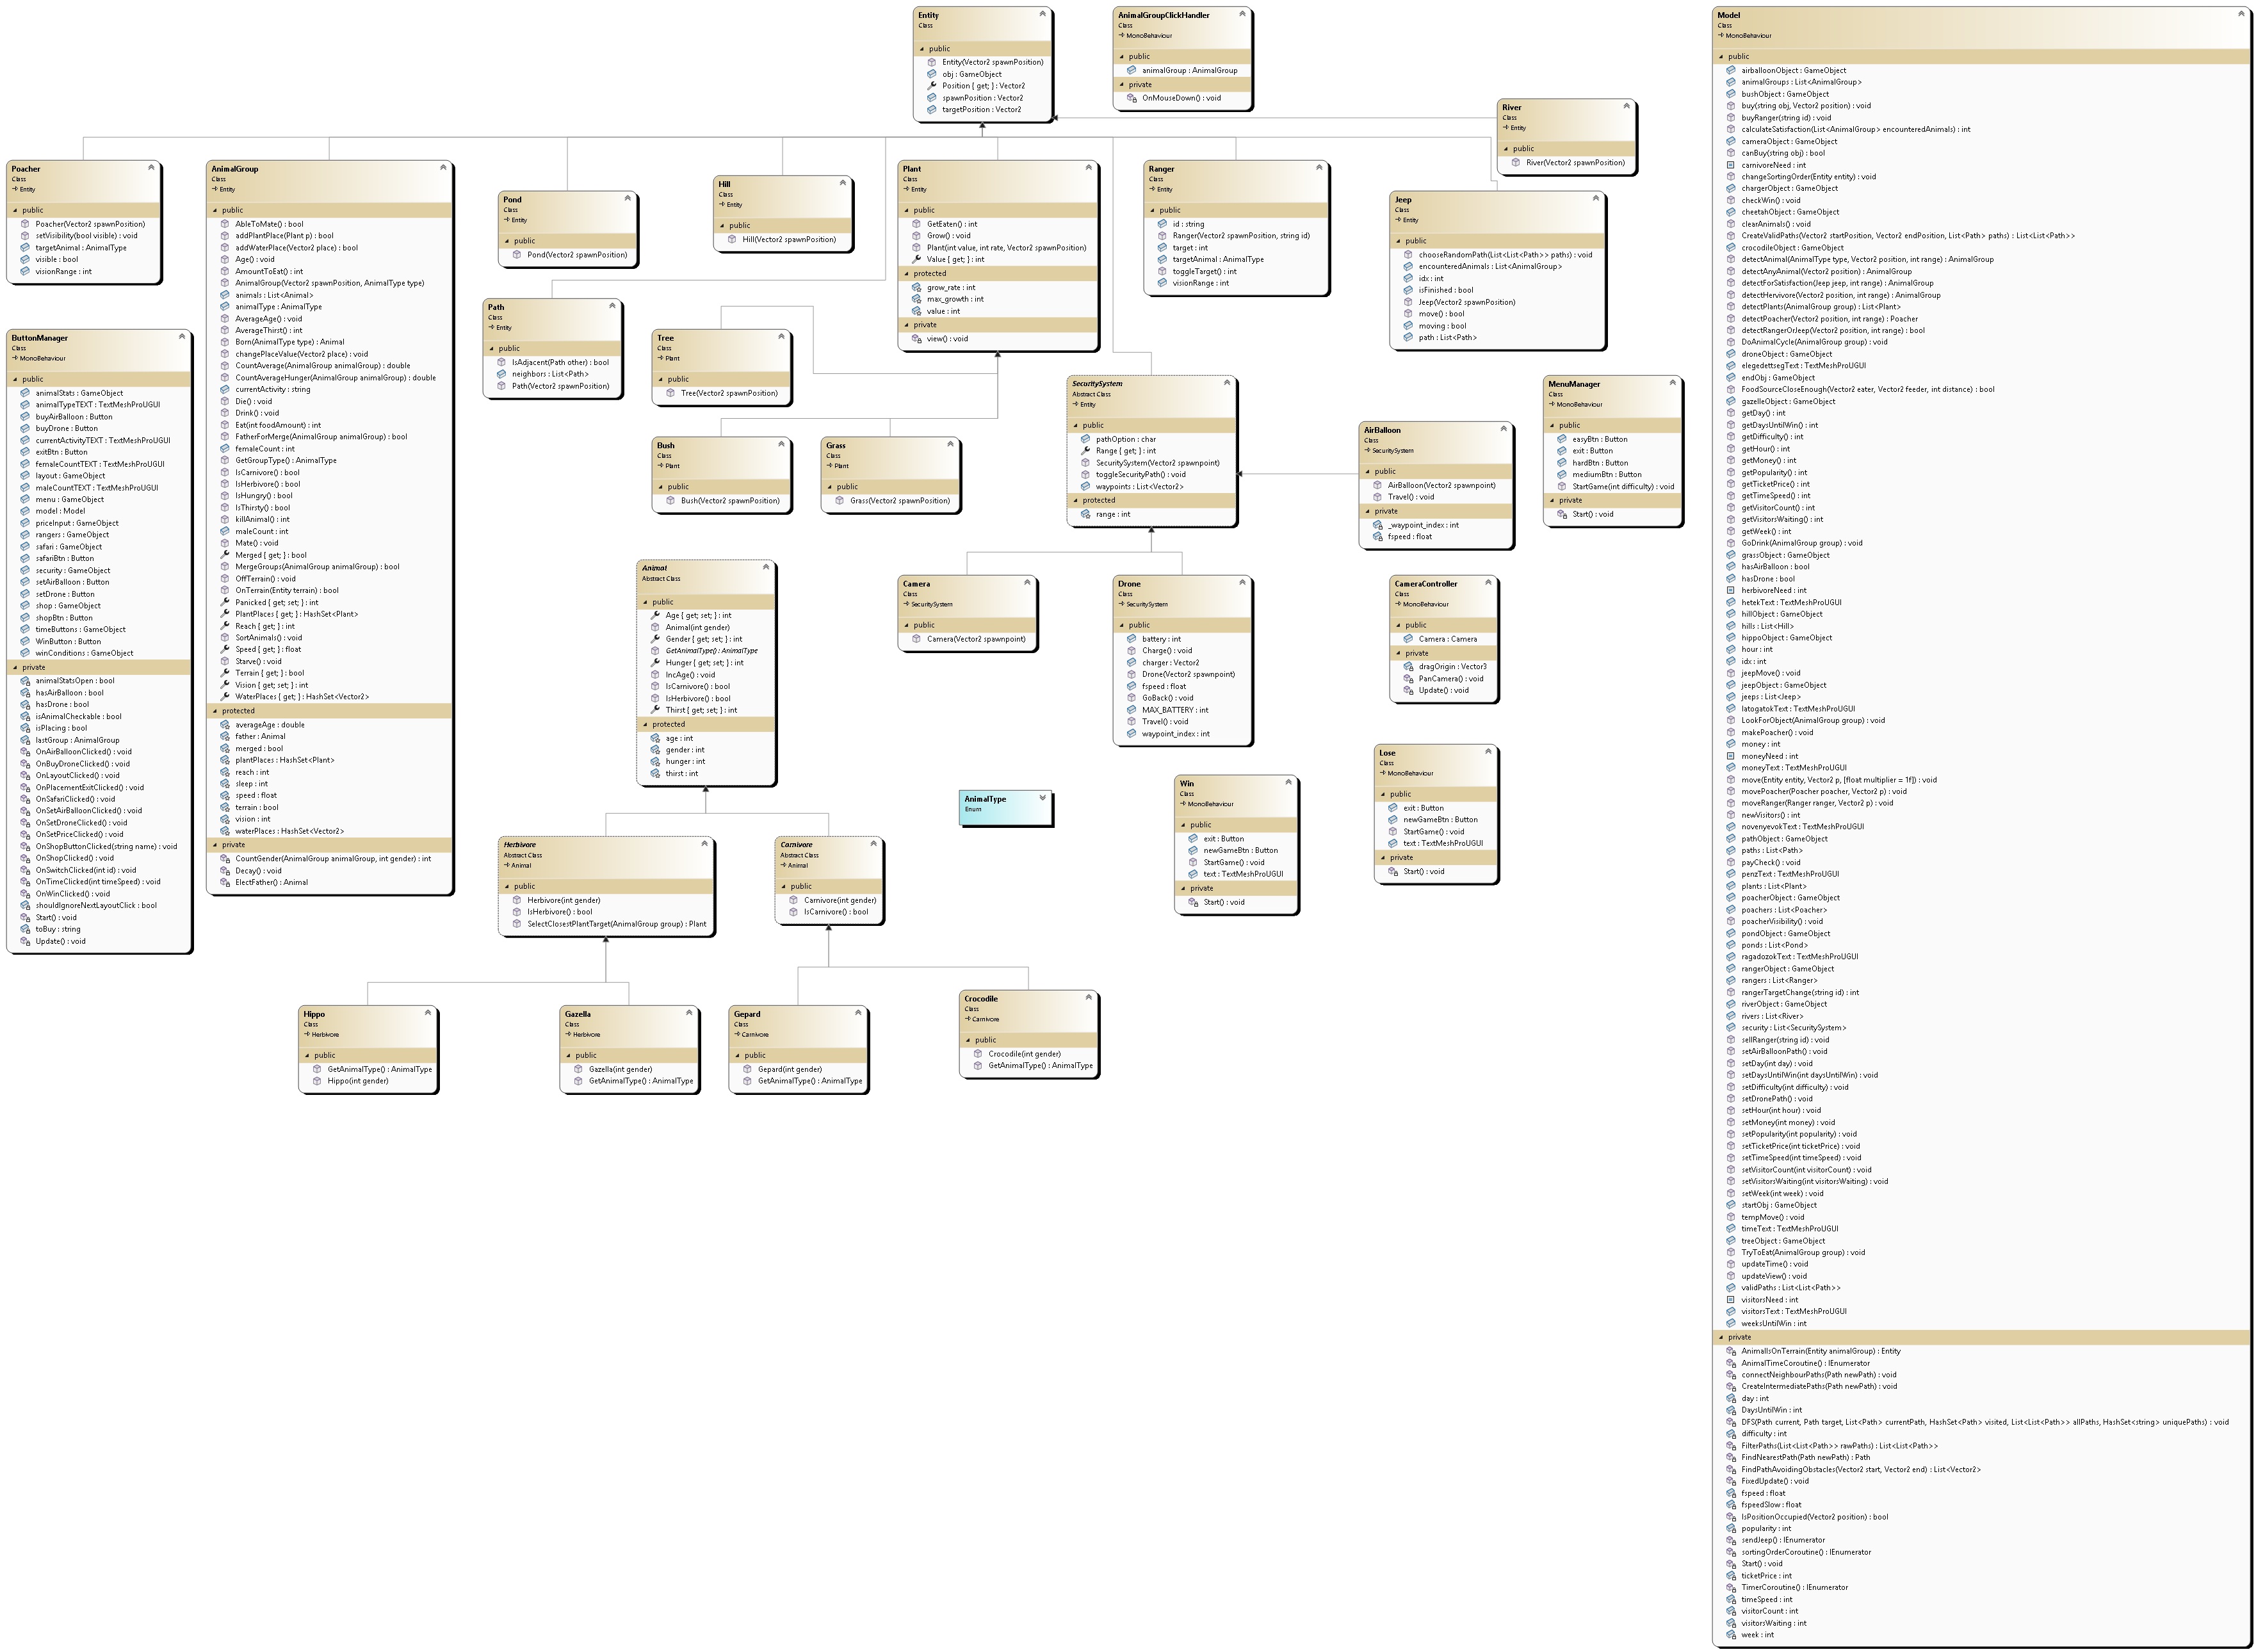 Entity
Class
public
Entity(Vector2 spawnPosition)
obj : GameObject
Position { get; } : Vector2
spawnPosition : Vector2
targetPosition : Vector2
AnimalGroupClickHandler
Class
MonoBehaviour
public
animalGroup : AnimalGroup
private
OnMouseDown() : void
River
Class
Entity
public
River(Vector2 spawnPosition)
Poacher
Class
Entity
public
Poacher(Vector2 spawnPosition)
setVisibility(bool visible) : void
targetAnimal : AnimalType
visible : bool
visionRange : int
AnimalGroup
Class
Entity
public
AbleToMate() : bool
addPlantPlace(Plant p) : bool
addWaterPlace(Vector2 place) : bool
Age() : void
AmountToEat() : int
AnimalGroup(Vector2 spawnPosition, AnimalType type)
animals : List<Animal>
animalType : AnimalType
AverageAge() : void
AverageThirst() : int
Born(AnimalType type) : Animal
changePlaceValue(Vector2 place) : void
CountAverage(AnimalGroup animalGroup) : double
CountAverageHunger(AnimalGroup animalGroup) : double
currentActivity : string
Die() : void
Drink() : void
Eat(int foodAmount) : int
FatherForMerge(AnimalGroup animalGroup) : bool
femaleCount : int
GetGroupType() : AnimalType
IsCarnivore() : bool
IsHerbivore() : bool
IsHungry() : bool
IsThirsty() : bool
killAnimal() : int
maleCount : int
Mate() : void
Merged { get; } : bool
MergeGroups(AnimalGroup animalGroup) : bool
OffTerrain() : void
OnTerrain(Entity terrain) : bool
Panicked { get; set; } : int
PlantPlaces { get; } : HashSet<Plant>
Reach { get; } : int
SortAnimals() : void
Speed { get; } : float
Starve() : void
Terrain { get; } : bool
Vision { get; set; } : int
WaterPlaces { get; } : HashSet<Vector2>
protected
averageAge : double
father : Animal
merged : bool
plantPlaces : HashSet<Plant>
reach : int
sleep : int
speed : float
terrain : bool
vision : int
waterPlaces : HashSet<Vector2>
private
CountGender(AnimalGroup animalGroup, int gender) : int
Decay() : void
ElectFather() : Animal
Pond
Class
Entity
public
Pond(Vector2 spawnPosition)
Hill
Class
Entity
public
Hill(Vector2 spawnPosition)
Plant
Class
Entity
public
GetEaten() : int
Grow() : void
Plant(int value, int rate, Vector2 spawnPosition)
Value { get; } : int
protected
grow_rate : int
max_growth : int
value : int
private
view() : void
Ranger
Class
Entity
public
id : string
Ranger(Vector2 spawnPosition, string id)
target : int
targetAnimal : AnimalType
toggleTarget() : int
visionRange : int
Jeep
Class
Entity
public
chooseRandomPath(List<List<Path>> paths) : void
encounteredAnimals : List<AnimalGroup>
idx : int
isFinished : bool
Jeep(Vector2 spawnPosition)
move() : bool
moving : bool
path : List<Path>
Path
Class
Entity
public
IsAdjacent(Path other) : bool
neighbors : List<Path>
Path(Vector2 spawnPosition)
Tree
Class
Plant
public
Tree(Vector2 spawnPosition)
ButtonManager
Class
MonoBehaviour
public
animalStats : GameObject
animalTypeTEXT : TextMeshProUGUI
buyAirBalloon : Button
buyDrone : Button
currentActivityTEXT : TextMeshProUGUI
exitBtn : Button
femaleCountTEXT : TextMeshProUGUI
layout : GameObject
maleCountTEXT : TextMeshProUGUI
menu : GameObject
model : Model
priceInput : GameObject
rangers : GameObject
safari : GameObject
safariBtn : Button
security : GameObject
setAirBalloon : Button
setDrone : Button
shop : GameObject
shopBtn : Button
timeButtons : GameObject
WinButton : Button
winConditions : GameObject
private
animalStatsOpen : bool
hasAirBalloon : bool
hasDrone : bool
isAnimalCheckable : bool
isPlacing : bool
lastGroup : AnimalGroup
OnAirBalloonClicked() : void
OnBuyDroneClicked() : void
OnLayoutClicked() : void
OnPlacementExitClicked() : void
OnSafariClicked() : void
OnSetAirBalloonClicked() : void
OnSetDroneClicked() : void
OnSetPriceClicked() : void
OnShopButtonClicked(string name) : void
OnShopClicked() : void
OnSwitchClicked(int id) : void
OnTimeClicked(int timeSpeed) : void
OnWinClicked() : void
shouldIgnoreNextLayoutClick : bool
Start() : void
toBuy : string
Update() : void
SecuritySystem
Abstract Class
Entity
public
pathOption : char
Range { get; } : int
SecuritySystem(Vector2 spawnpoint)
toggleSecurityPath() : void
waypoints : List<Vector2>
protected
range : int
MenuManager
Class
MonoBehaviour
public
easyBtn : Button
exit : Button
hardBtn : Button
mediumBtn : Button
StartGame(int difficulty) : void
private
Start() : void
AirBalloon
Class
SecuritySystem
public
AirBalloon(Vector2 spawnpoint)
Travel() : void
private
_waypoint_index : int
fspeed : float
Bush
Class
Plant
public
Bush(Vector2 spawnPosition)
Grass
Class
Plant
public
Grass(Vector2 spawnPosition)
Animal
Abstract Class
public
Age { get; set; } : int
Animal(int gender)
Gender { get; set; } : int
GetAnimalType() : AnimalType
Hunger { get; set; } : int
IncAge() : void
IsCarnivore() : bool
IsHerbivore() : bool
Thirst { get; set; } : int
protected
age : int
gender : int
hunger : int
thirst : int
Camera
Class
SecuritySystem
public
Camera(Vector2 spawnpoint)
Drone
Class
SecuritySystem
public
battery : int
Charge() : void
charger : Vector2
Drone(Vector2 spawnpoint)
fspeed : float
GoBack() : void
MAX_BATTERY : int
Travel() : void
waypoint_index : int
CameraController
Class
MonoBehaviour
public
Camera : Camera
private
dragOrigin : Vector3
PanCamera() : void
Update() : void
Lose
Class
MonoBehaviour
public
exit : Button
newGameBtn : Button
StartGame() : void
text : TextMeshProUGUI
private
Start() : void
Win
Class
MonoBehaviour
public
exit : Button
newGameBtn : Button
StartGame() : void
text : TextMeshProUGUI
private
Start() : void
AnimalType
Enum
Herbivore
Abstract Class
Animal
public
Herbivore(int gender)
IsHerbivore() : bool
SelectClosestPlantTarget(AnimalGroup group) : Plant
Carnivore
Abstract Class
Animal
public
Carnivore(int gender)
IsCarnivore() : bool
Hippo
Class
Herbivore
public
GetAnimalType() : AnimalType
Hippo(int gender)
Gazella
Class
Herbivore
public
Gazella(int gender)
GetAnimalType() : AnimalType
Gepard
Class
Carnivore
public
Gepard(int gender)
GetAnimalType() : AnimalType
Crocodile
Class
Carnivore
public
Crocodile(int gender)
GetAnimalType() : AnimalType
Model
Class
MonoBehaviour
public
airballoonObject : GameObject
animalGroups : List<AnimalGroup>
bushObject : GameObject
buy(string obj, Vector2 position) : void
buyRanger(string id) : void
calculateSatisfaction(List<AnimalGroup> encounteredAnimals) : int
cameraObject : GameObject
canBuy(string obj) : bool
carnivoreNeed : int
changeSortingOrder(Entity entity) : void
chargerObject : GameObject
checkWin() : void
cheetahObject : GameObject
clearAnimals() : void
CreateValidPaths(Vector2 startPosition, Vector2 endPosition, List<Path> paths) : List<List<Path>>
crocodileObject : GameObject
detectAnimal(AnimalType type, Vector2 position, int range) : AnimalGroup
detectAnyAnimal(Vector2 position) : AnimalGroup
detectForSatisfaction(Jeep jeep, int range) : AnimalGroup
detectHervivore(Vector2 position, int range) : AnimalGroup
detectPlants(AnimalGroup group) : List<Plant>
detectPoacher(Vector2 position, int range) : Poacher
detectRangerOrJeep(Vector2 position, int range) : bool
DoAnimalCycle(AnimalGroup group) : void
droneObject : GameObject
elegedettsegText : TextMeshProUGUI
endObj : GameObject
FoodSourceCloseEnough(Vector2 eater, Vector2 feeder, int distance) : bool
gazelleObject : GameObject
getDay() : int
getDaysUntilWin() : int
getDifficulty() : int
getHour() : int
getMoney() : int
getPopularity() : int
getTicketPrice() : int
getTimeSpeed() : int
getVisitorCount() : int
getVisitorsWaiting() : int
getWeek() : int
GoDrink(AnimalGroup group) : void
grassObject : GameObject
hasAirBalloon : bool
hasDrone : bool
herbivoreNeed : int
hetekText : TextMeshProUGUI
hillObject : GameObject
hills : List<Hill>
hippoObject : GameObject
hour : int
idx : int
jeepMove() : void
jeepObject : GameObject
jeeps : List<Jeep>
latogatokText : TextMeshProUGUI
LookForObject(AnimalGroup group) : void
makePoacher() : void
money : int
moneyNeed : int
moneyText : TextMeshProUGUI
move(Entity entity, Vector2 p, [float multiplier = 1f]) : void
movePoacher(Poacher poacher, Vector2 p) : void
moveRanger(Ranger ranger, Vector2 p) : void
newVisitors() : int
novenyevokText : TextMeshProUGUI
pathObject : GameObject
paths : List<Path>
payCheck() : void
penzText : TextMeshProUGUI
plants : List<Plant>
poacherObject : GameObject
poachers : List<Poacher>
poacherVisibility() : void
pondObject : GameObject
ponds : List<Pond>
ragadozokText : TextMeshProUGUI
rangerObject : GameObject
rangers : List<Ranger>
rangerTargetChange(string id) : int
riverObject : GameObject
rivers : List<River>
security : List<SecuritySystem>
sellRanger(string id) : void
setAirBalloonPath() : void
setDay(int day) : void
setDaysUntilWin(int daysUntilWin) : void
setDifficulty(int difficulty) : void
setDronePath() : void
setHour(int hour) : void
setMoney(int money) : void
setPopularity(int popularity) : void
setTicketPrice(int ticketPrice) : void
setTimeSpeed(int timeSpeed) : void
setVisitorCount(int visitorCount) : void
setVisitorsWaiting(int visitorsWaiting) : void
setWeek(int week) : void
startObj : GameObject
tempMove() : void
timeText : TextMeshProUGUI
treeObject : GameObject
TryToEat(AnimalGroup group) : void
updateTime() : void
updateView() : void
validPaths : List<List<Path>>
visitorsNeed : int
visitorsText : TextMeshProUGUI
weeksUntilWin : int
private
AnimalIsOnTerrain(Entity animalGroup) : Entity
AnimalTimeCoroutine() : IEnumerator
connectNeighbourPaths(Path newPath) : void
CreateIntermediatePaths(Path newPath) : void
day : int
DaysUntilWin : int
DFS(Path current, Path target, List<Path> currentPath, HashSet<Path> visited, List<List<Path>> allPaths, HashSet<string> uniquePaths) : void
difficulty : int
FilterPaths(List<List<Path>> rawPaths) : List<List<Path>>
FindNearestPath(Path newPath) : Path
FindPathAvoidingObstacles(Vector2 start, Vector2 end) : List<Vector2>
FixedUpdate() : void
fspeed : float
fspeedSlow : float
IsPositionOccupied(Vector2 position) : bool
popularity : int
sendJeep() : IEnumerator
sortingOrderCoroutine() : IEnumerator
Start() : void
ticketPrice : int
TimerCoroutine() : IEnumerator
timeSpeed : int
visitorCount : int
visitorsWaiting : int
week : int